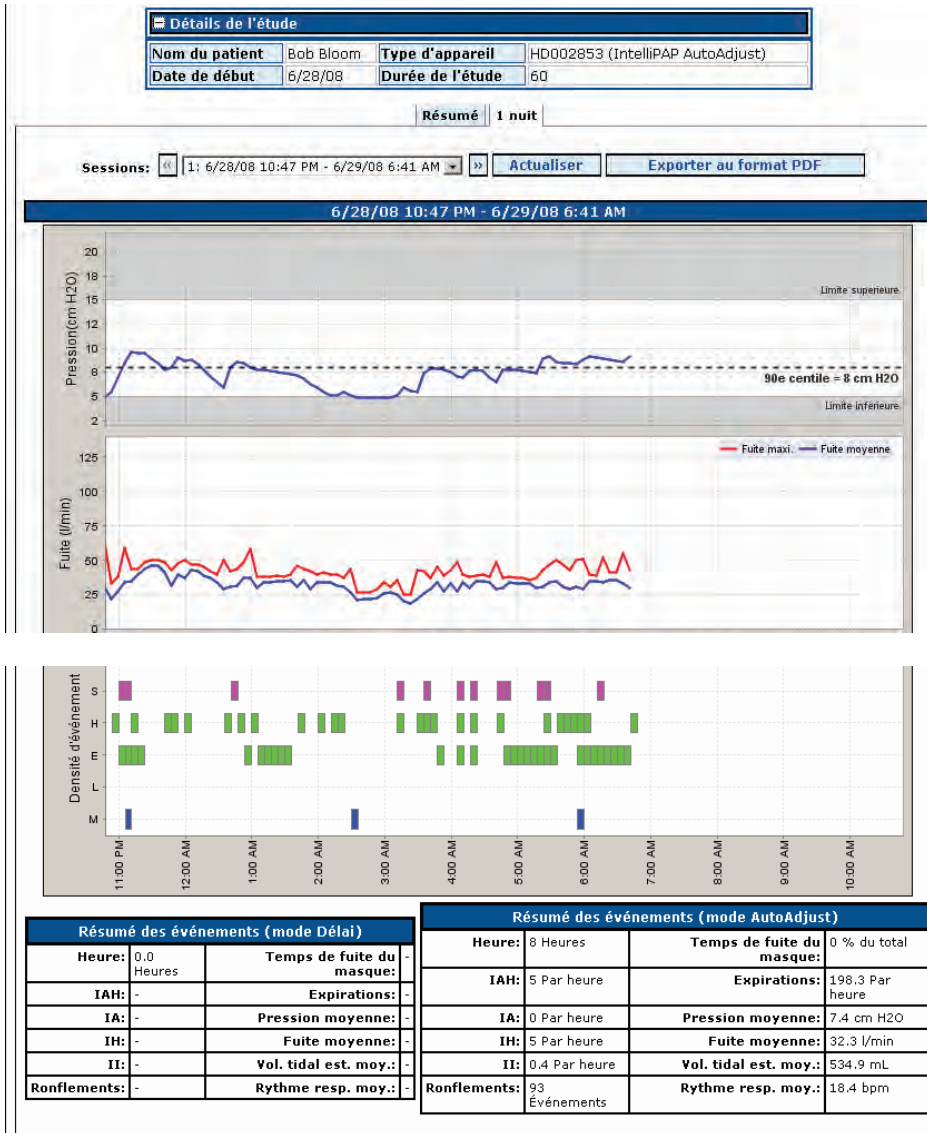 Détails de l'étude
Nom du patient Bob Bloom Type d'appareil HD002853 (IntelliPAP AutoAdjust)
Date de début 6/28/08 Durée de l'étude 60
Résumé 1 nuit
Sessions: « 1: 6/28/08 10:47 PM - 6/29/08 6:41 AM » Actualiser Exporter au format PDF
6/28/08 10:47 PM - 6/29/08 6:41 AM
Pression(cm H2O)
20
18
15
12
10
8
5
2
Limite superieure
90e centile = 8 cm H2O
Limite inferieure
Fuite (l/min)
125
100
75
50
25
0
Fuite maxi. Fuite moyenne
Densité d'événement
S
H
E
L
M
11:00 PM 12:00 AM 1:00 AM 2:00 AM 3:00 AM 4:00 AM 5:00 AM 6:00 AM 7:00 AM 8:00 AM 9:00 AM 10:00 AM
Résumé des événements (mode Délai)
Heure: 0.0 Heures Temps de fuite du masque: -
IAH: - Expirations: -
IA: - Pression moyenne: -
IH: - Fuite moyenne: -
II: - Vol. tidal est. moy.: -
Ronflements: - Rythme resp. moy.: -
Résumé des événements (mode AutoAdjust)
Heure: 8 Heures Temps de fuite du masque: 0 % du total
IAH: 5 Par heure Expirations: 198.3 Par heure
IA: 0 Par heure Pression moyenne: 7.4 cm H2O
IH: 5 Par heure Fuite moyenne: 32.3 l/min
II: 0.4 Par heure Vol. tidal est. moy.: 534.9 mL
Ronflements: 93 Événements Rythme resp. moy.: 18.4 bpm